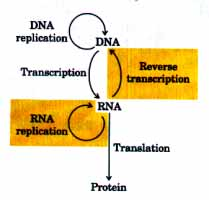 DNA
replication
DNA
Transcription
Reverse
transcription
RNA
RNA
replication
Translation
Protein